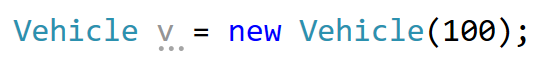 Vehicle v = new Vehicle(100);